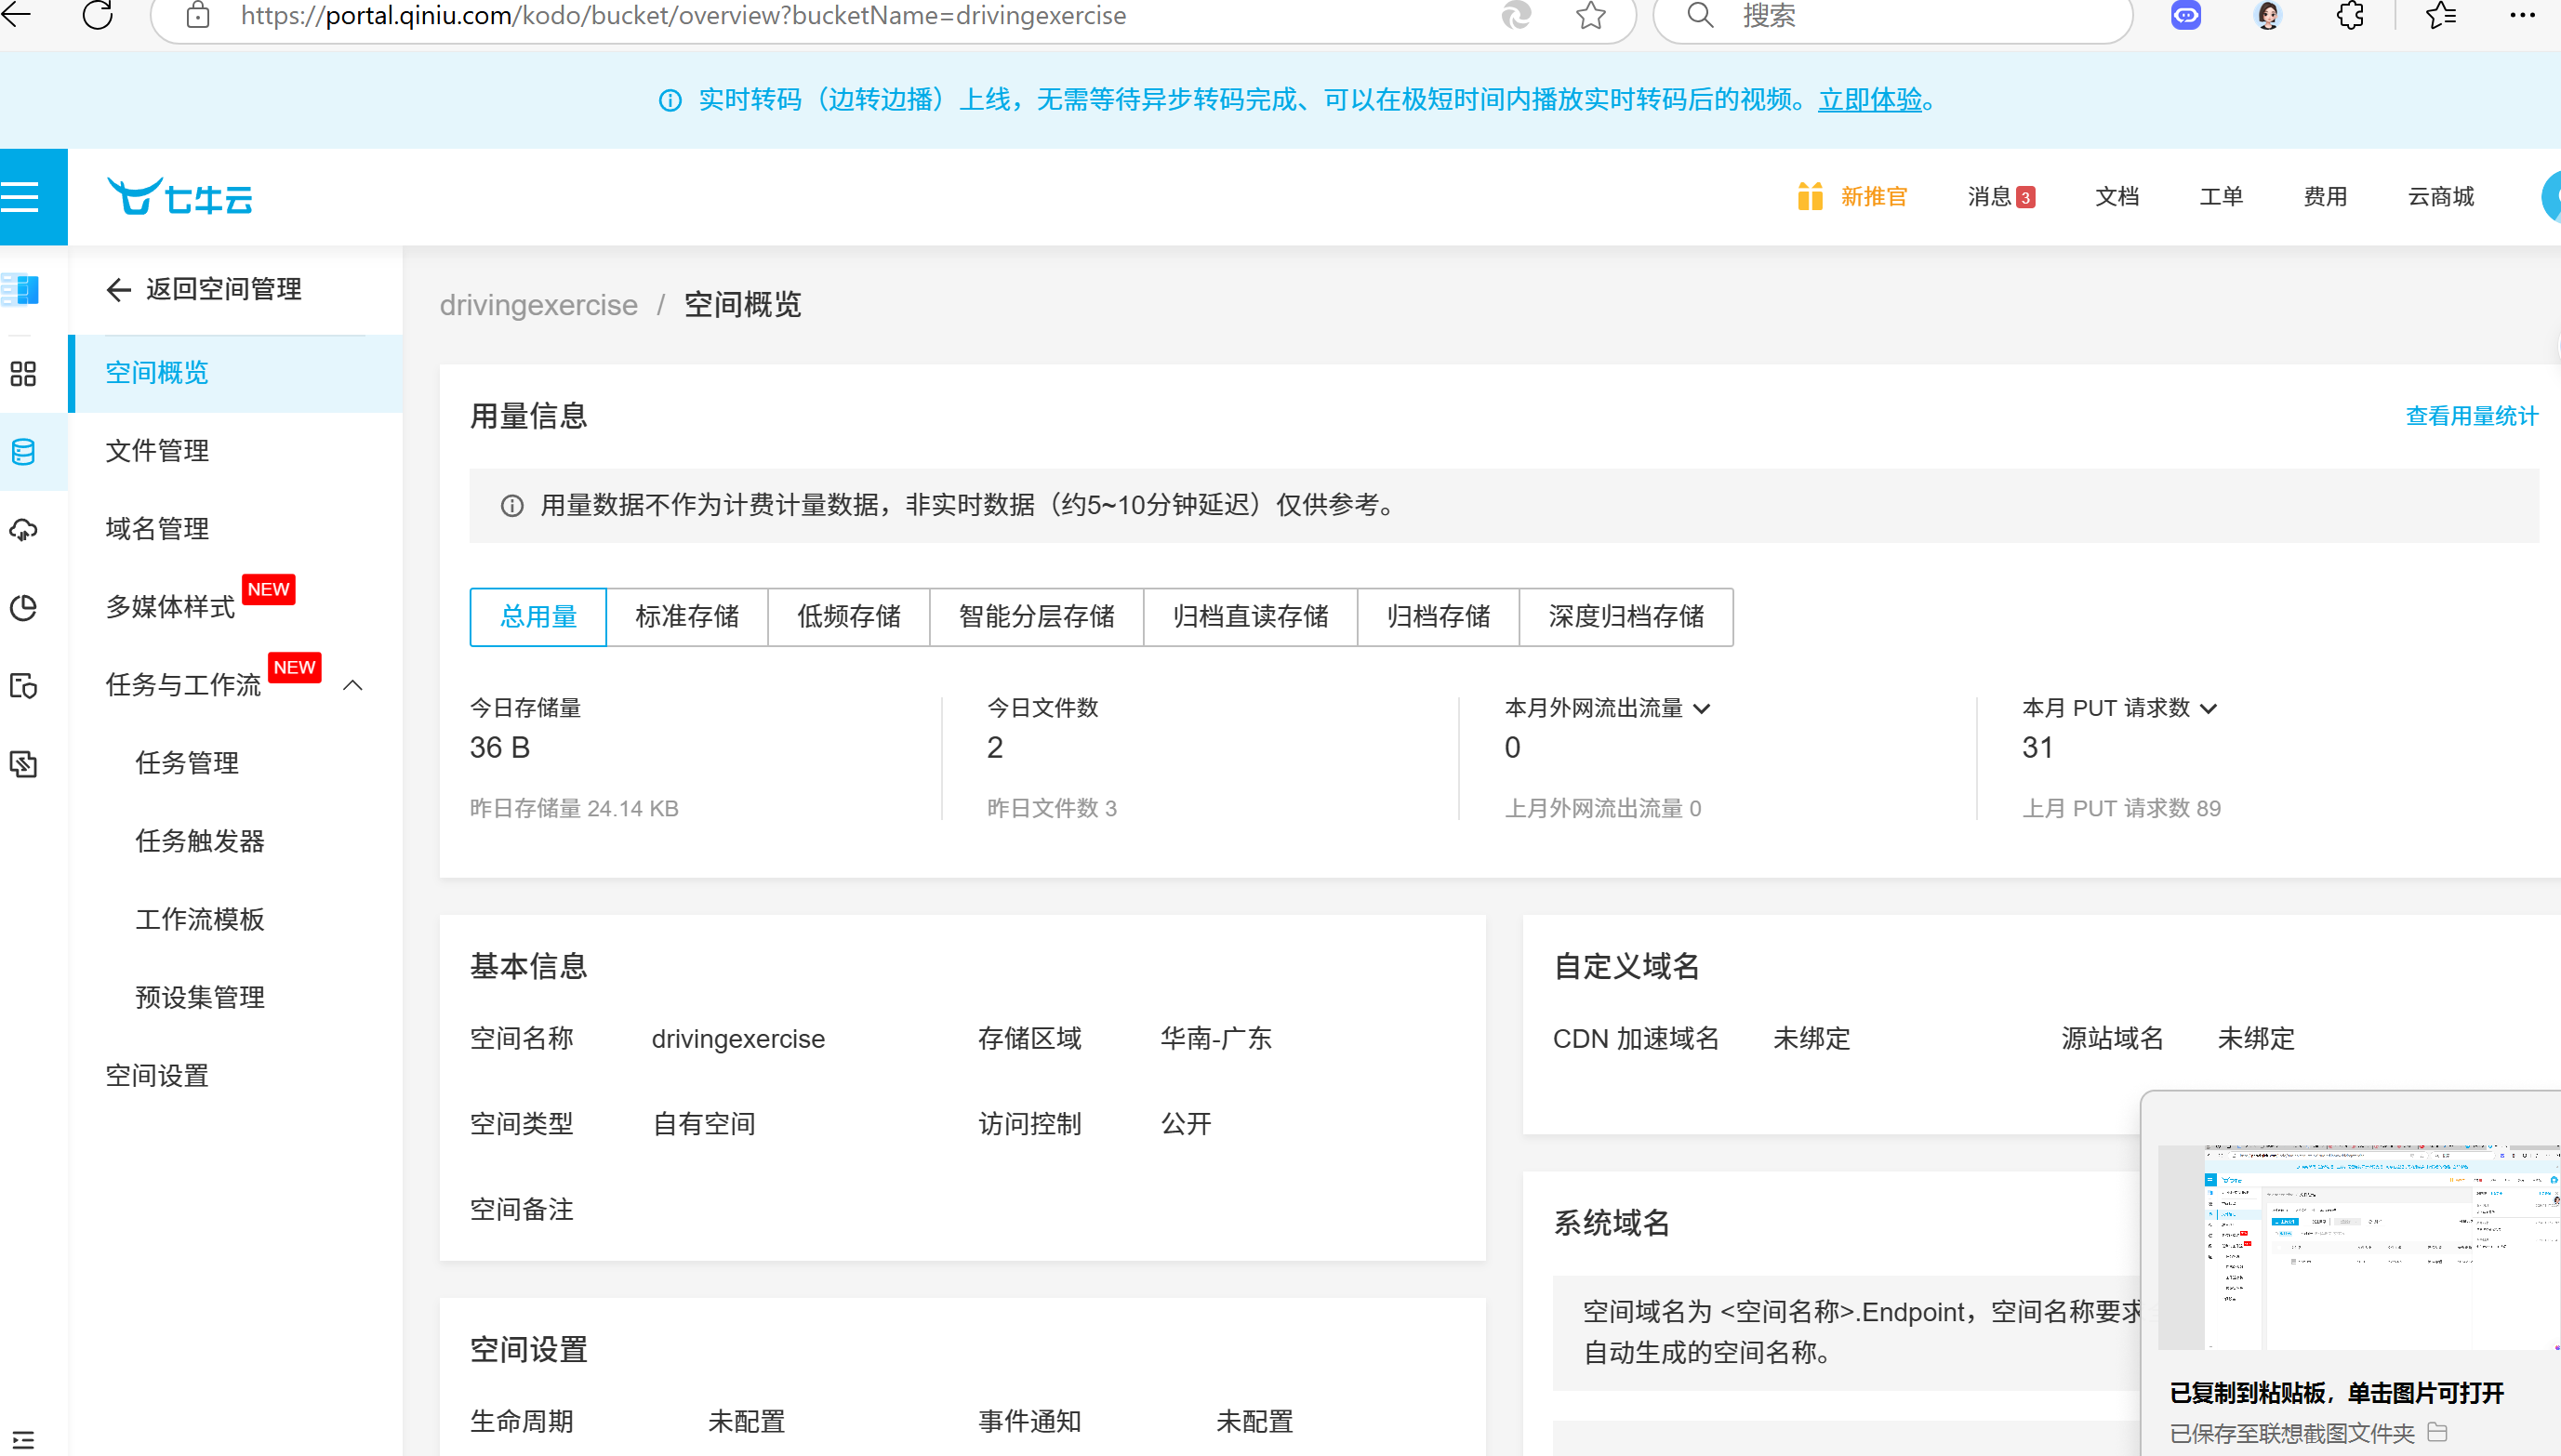 https://portal.qiniu.com/kodo/bucket/overview?bucketName=drivingexercise
搜索
实时转码（边转边播）上线，无需等待异步转码完成、可以在极短时间内播放实时转码后的视频。立即体验。
七牛云
新推官
消息 3
文档
工单
费用
云商城
返回空间管理
空间概览
文件管理
域名管理
多媒体样式 NEW
任务与工作流 NEW
任务管理
任务触发器
工作流模板
预设集管理
空间设置
drivingexercise / 空间概览
用量信息
查看用量统计
用量数据不作为计费计量数据，非实时数据（约5~10分钟延迟）仅供参考。
总用量
标准存储
低频存储
智能分层存储
归档直读存储
归档存储
深度归档存储
今日存储量
36 B
昨日存储量 24.14 KB
今日文件数
2
昨日文件数 3
本月外网流出流量
0
上月外网流出流量 0
本月 PUT 请求数
31
上月 PUT 请求数 89
基本信息
空间名称 drivingexercise 存储区域 华南-广东
空间类型 自有空间 访问控制 公开
空间备注
空间设置
生命周期 未配置 事件通知 未配置
自定义域名
CDN 加速域名 未绑定 源站域名 未绑定
系统域名
空间域名为 <空间名称>.Endpoint，空间名称要求
自动生成的空间名称。
已复制到粘贴板，单击图片可打开
已保存至联想截图文件夹